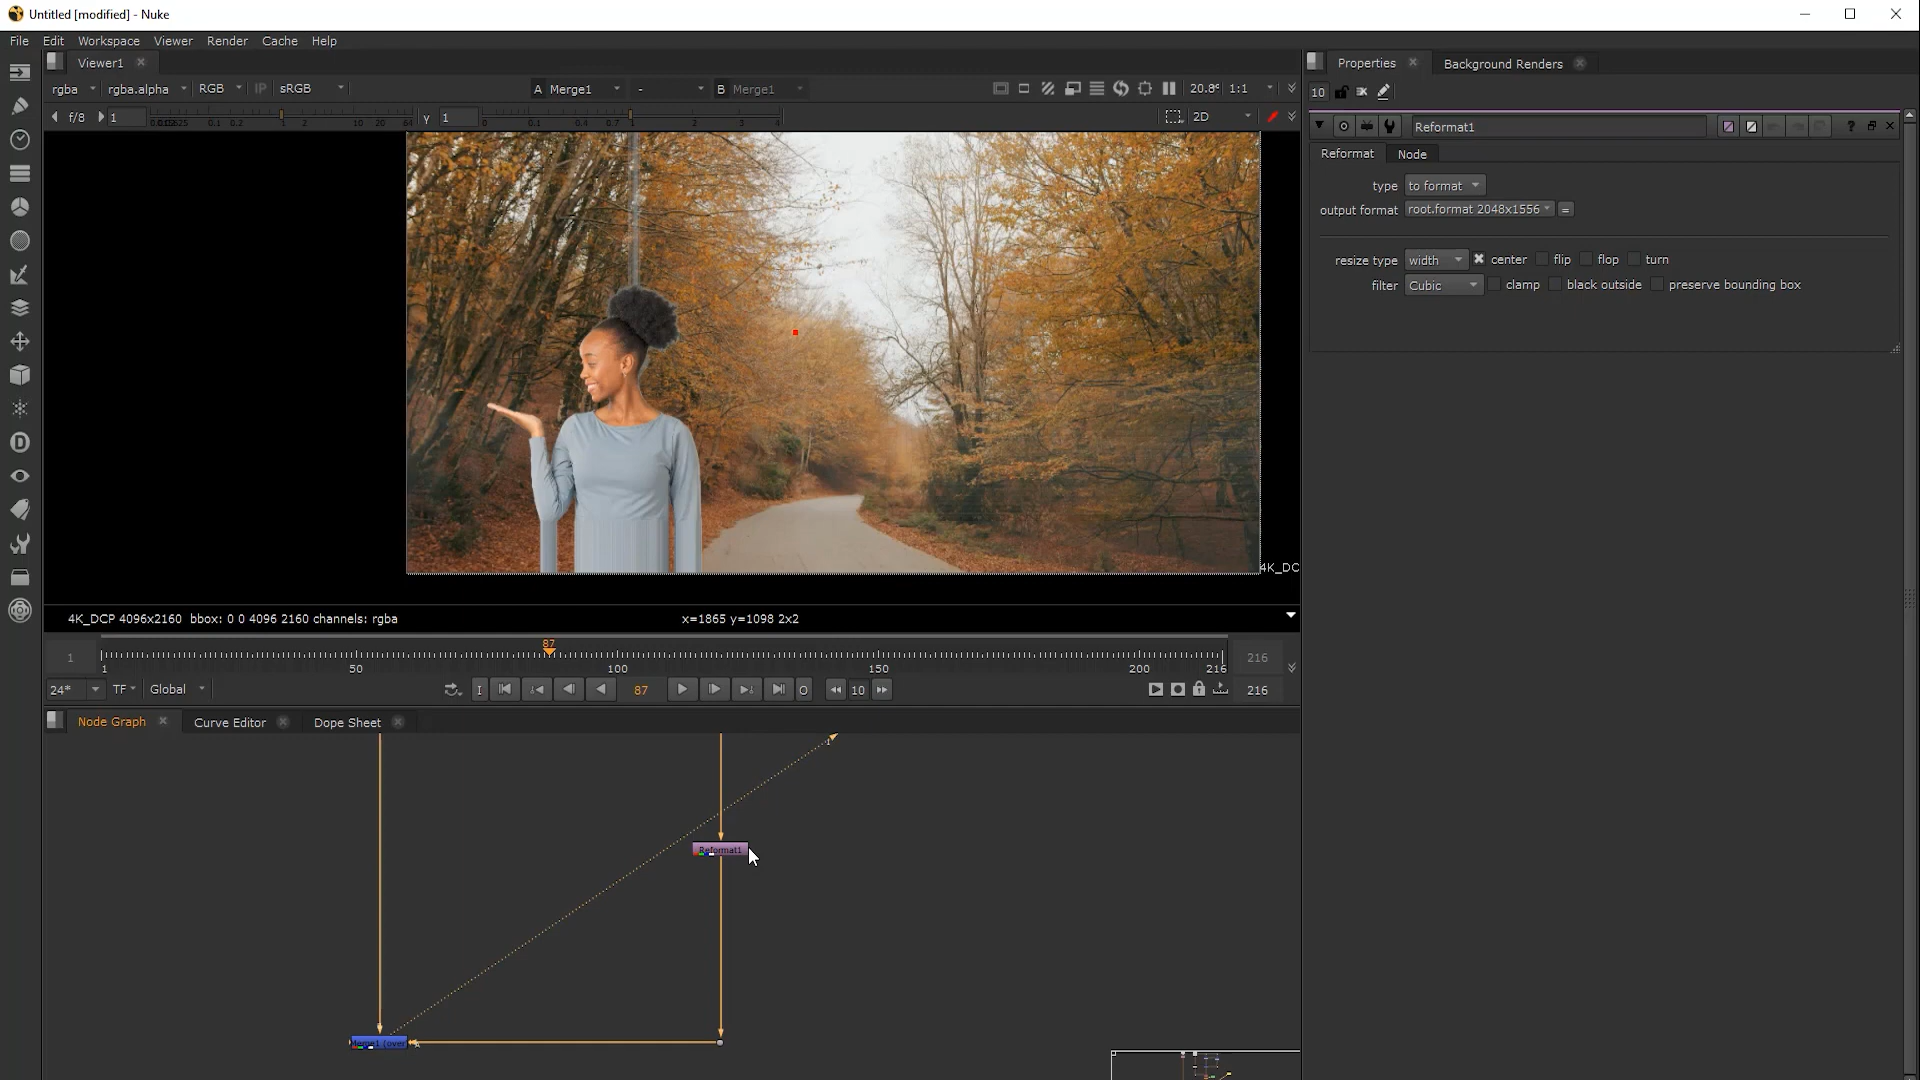 Untitled [modified] - Nuke
File Edit Workspace Viewer Render Cache Help
Viewer1
Properties Background Renders
rgba rgba.alpha RGB IP sRGB A Merge1 - B Merge1 20.8 1:1
10
f/8 1 0.1 0.2 1 2 10 20 64 y 1 0 0.1 0.4 0.7 1 2 3 4 2D
Reformat1
Reformat Node
type to format
output format root.format 2048x1556 =
resize type width center flip flop turn
filter Cubic clamp black outside preserve bounding box
4K_DC
4K_DCP 4096x2160 bbox: 0 0 4096 2160 channels: rgba x=1865 y=1098 2x2
87
1 1 50 100 150 200 216 216
24* TF Global I 87 O 10 216
Node Graph Curve Editor Dope Sheet
1
Reformat1
Merge1 (over
A